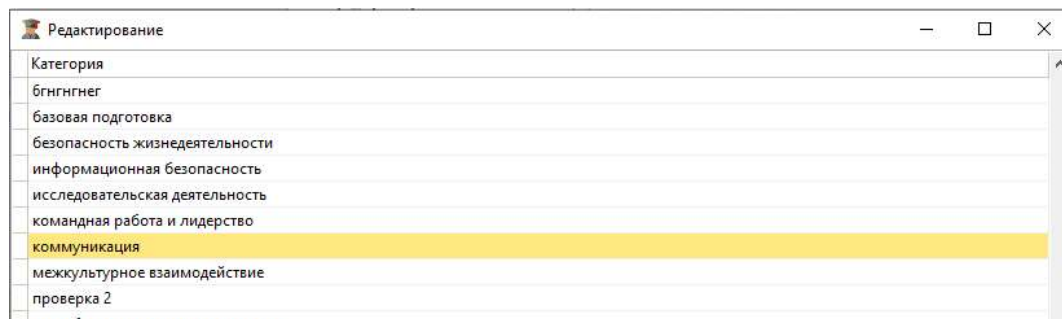 Редактирование
Категория
бгнгнгнег
базовая подготовка
безопасность жизнедеятельности
информационная безопасность
исследовательская деятельность
командная работа и лидерство
коммуникация
межкультурное взаимодействие
проверка 2